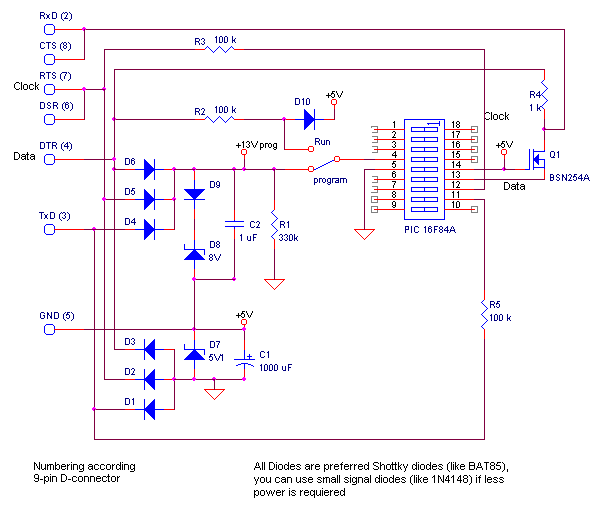 RxD (2)
CTS (8)
RTS (7)
Clock
DSR (6)
DTR (4)
Data
TxD (3)
GND (5)
R3 100 k
R2 100 k
D10
+5V
Run
program
+13V prog
D6
D5
D4
D9
D8
8V
C2
1 uF
R1
330k
+5V
D7
5V1
C1
1000 uF
D3
D2
D1
1
2
3
4
5
6
7
8
9
18
17
16
15
14
13
12
11
10
1
PIC 16F84A
Clock
+5V
Data
R4
1 k
Q1
BSN254A
R5
100 k
Numbering according
9-pin D-connector
All Diodes are preferred Shottky diodes (like BAT85),
you can use small signal diodes (like 1N4148) if less
power is requiered